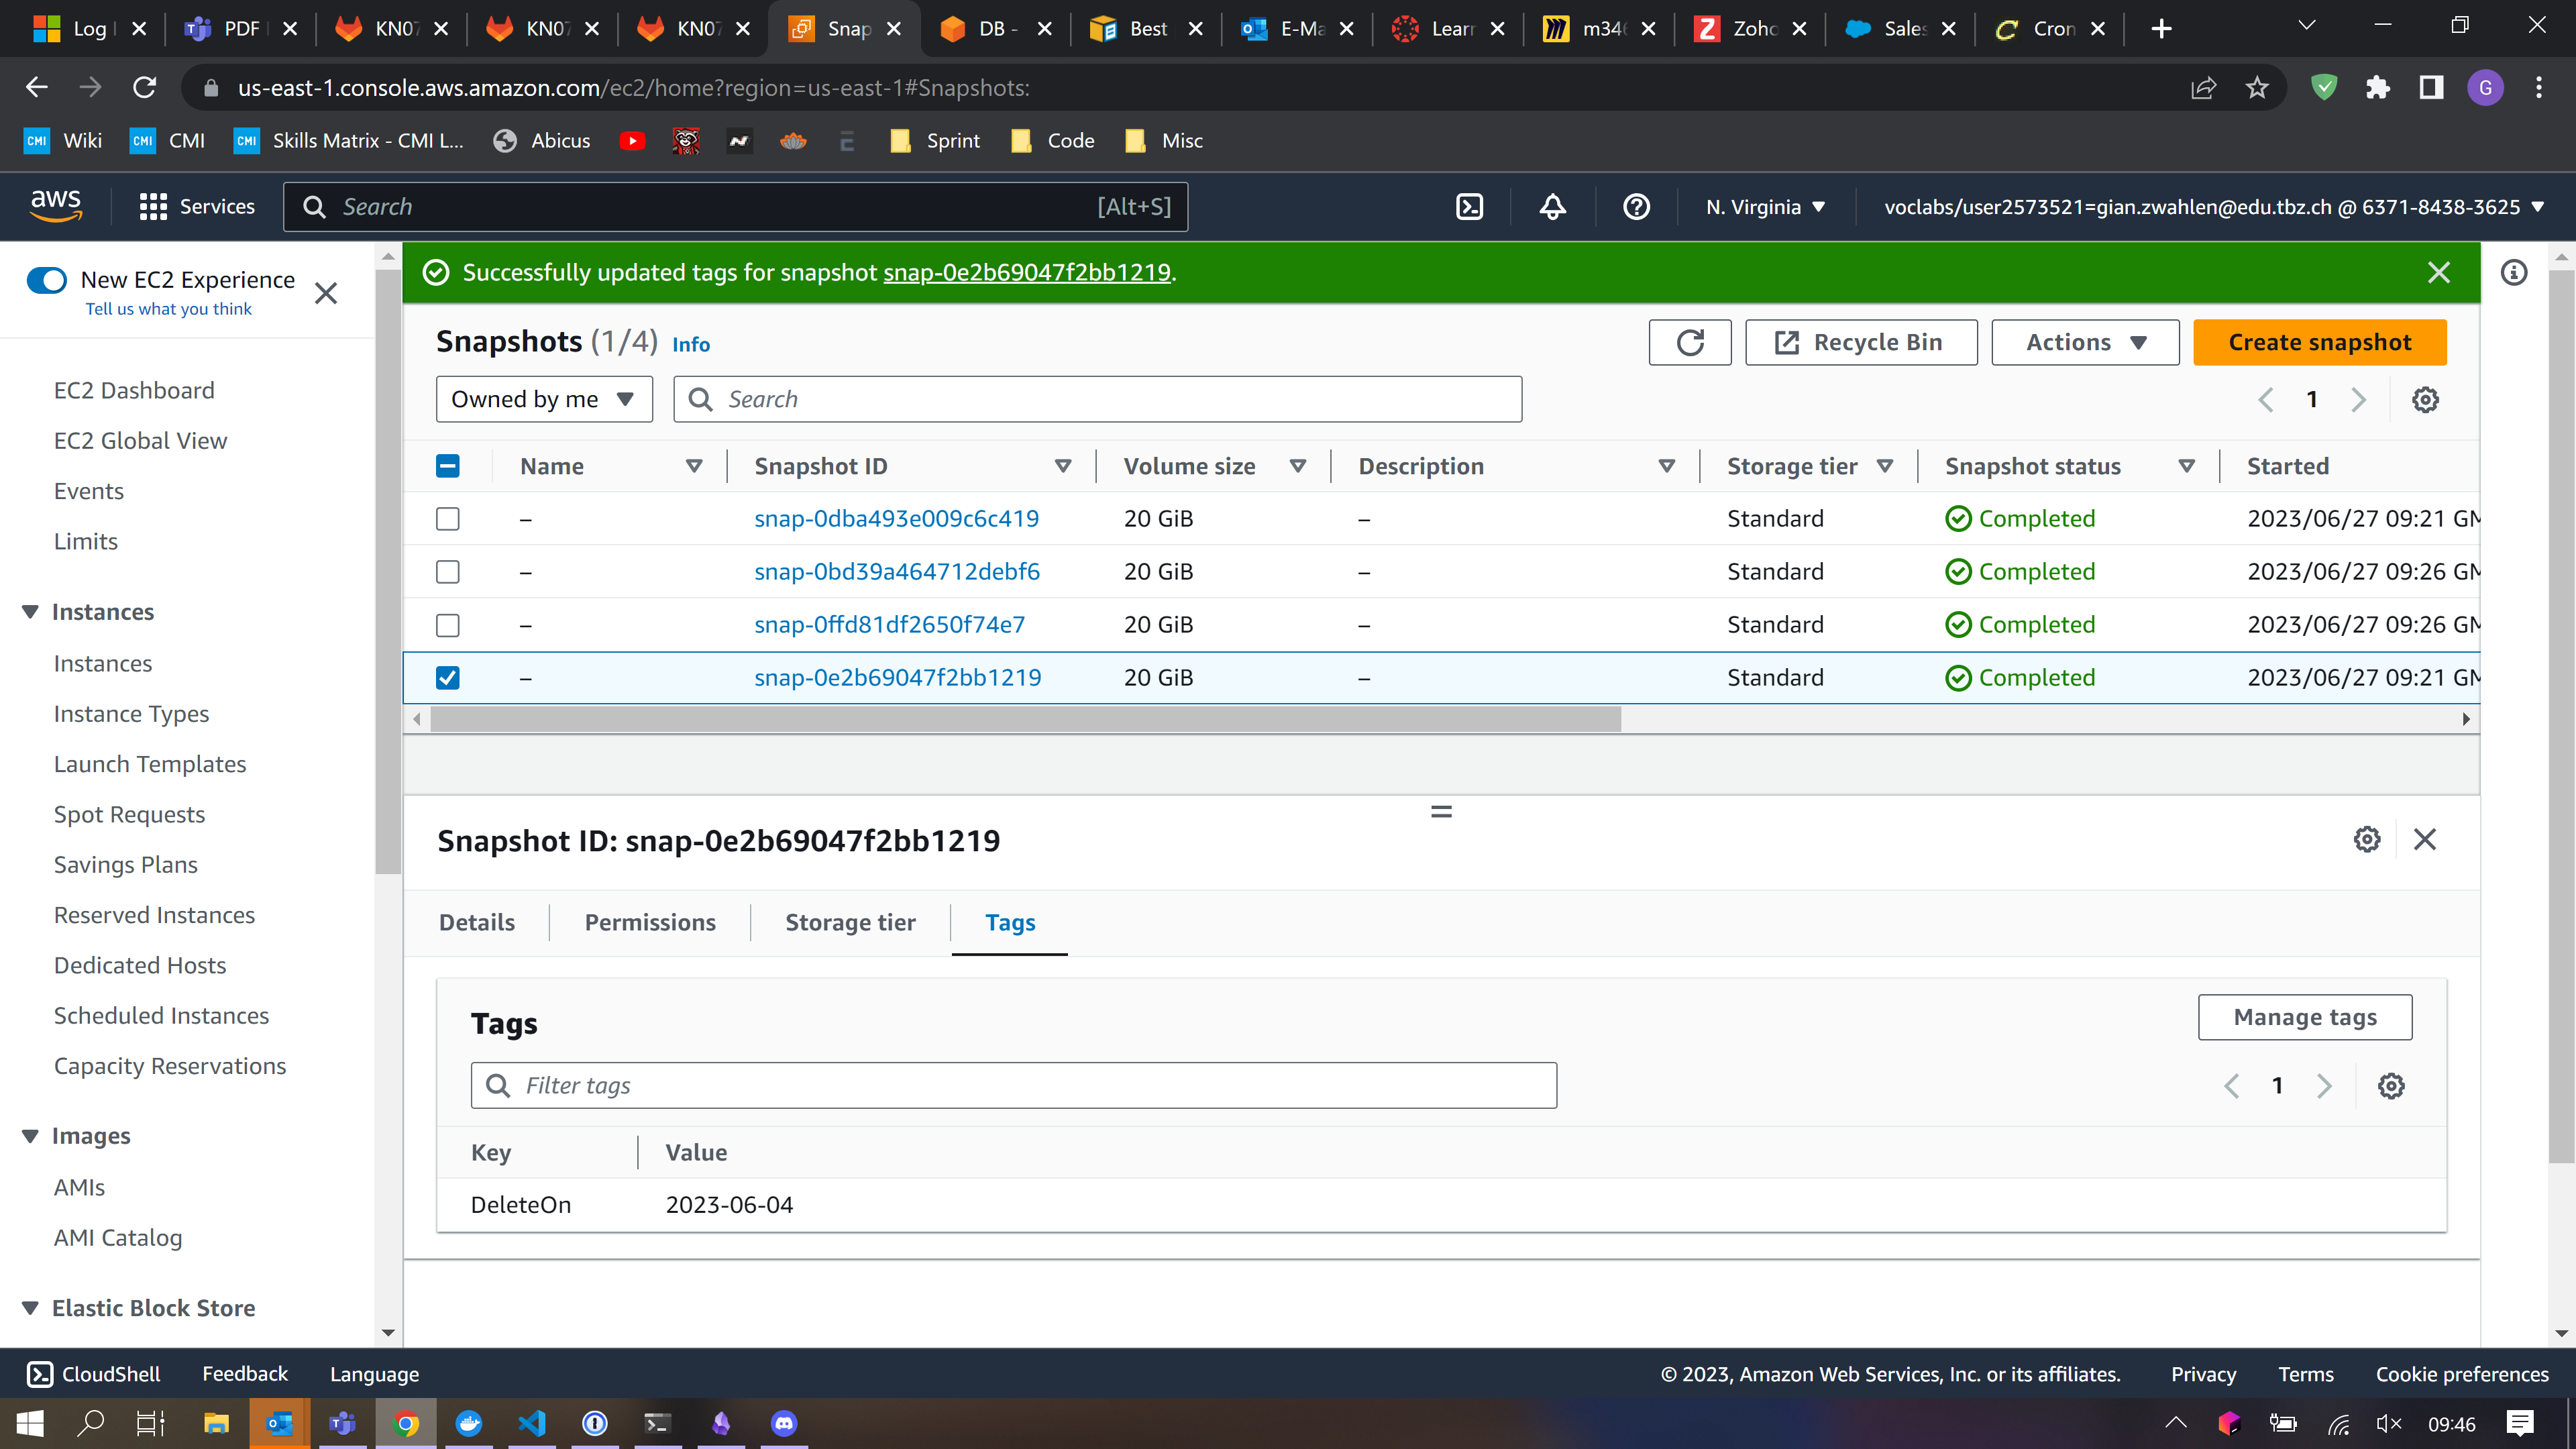 Log
PDF
KN07
KN07
KN07
Snap
DB -
Best
E-Ma
Learn
m346
Zoho
Sales
Cron
us-east-1.console.aws.amazon.com/ec2/home?region=us-east-1#Snapshots:
G
CMI Wiki
CMI CMI
CMI Skills Matrix - CMI L...
Abicus
Sprint
Code
Misc
aws
Services
Search
[Alt+S]
N. Virginia
voclabs/user2573521=gian.zwahlen@edu.tbz.ch @ 6371-8438-3625
New EC2 Experience
Tell us what you think
EC2 Dashboard
EC2 Global View
Events
Limits
Instances
Instances
Instance Types
Launch Templates
Spot Requests
Savings Plans
Reserved Instances
Dedicated Hosts
Scheduled Instances
Capacity Reservations
Images
AMIs
AMI Catalog
Elastic Block Store
Successfully updated tags for snapshot snap-0e2b69047f2bb1219.
Snapshots (1/4) Info
Recycle Bin
Actions
Create snapshot
Owned by me
Search
1
Name Snapshot ID Volume size Description Storage tier Snapshot status Started
– snap-0dba493e009c6c419 20 GiB – Standard Completed 2023/06/27 09:21 GM
– snap-0bd39a464712debf6 20 GiB – Standard Completed 2023/06/27 09:26 GM
– snap-0ffd81df2650f74e7 20 GiB – Standard Completed 2023/06/27 09:26 GM
– snap-0e2b69047f2bb1219 20 GiB – Standard Completed 2023/06/27 09:21 GM
Snapshot ID: snap-0e2b69047f2bb1219
Details
Permissions
Storage tier
Tags
Tags
Manage tags
Filter tags
1
Key Value
DeleteOn 2023-06-04
CloudShell
Feedback
Language
© 2023, Amazon Web Services, Inc. or its affiliates.
Privacy
Terms
Cookie preferences
09:46